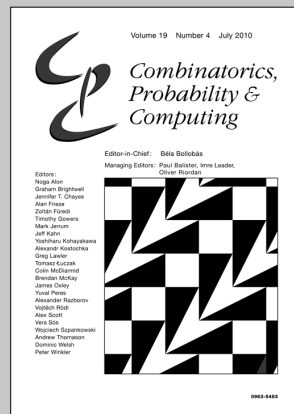 Volume 19 Number 4 July 2010
Combinatorics,
Probability &
Computing
Editor-in-Chief: Béla Bollobás
Managing Editors: Paul Balister, Imre Leader,
Oliver Riordan
Editors:
Noga Alon
Graham Brightwell
Jennifer T. Chayes
Alan Frieze
Zoltán Füredi
Timothy Gowers
Mark Jerrum
Jeff Kahn
Yoshiharu Kohayakawa
Alexandr Kostochka
Greg Lawler
Tomasz Łuczak
Colin McDiarmid
Brendan McKay
James Oxley
Yuval Peres
Alexander Razborov
Vojtěch Rödl
Alex Scott
Vera Sós
Wojciech Szpankowski
Andrew Thomason
Dominic Welsh
Peter Winkler
0963-5483